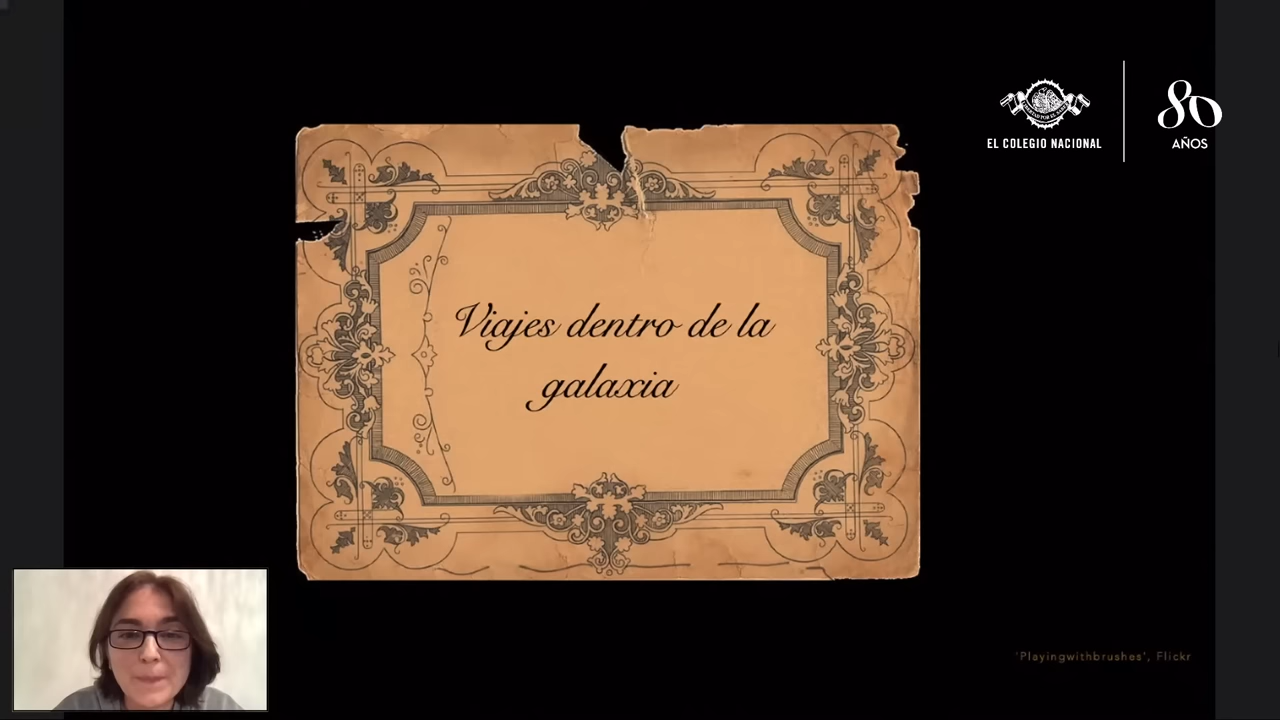 EL COLEGIO NACIONAL
80
AÑOS
Viajes dentro de la
galaxia
'Playingwithbrushes', Flickr